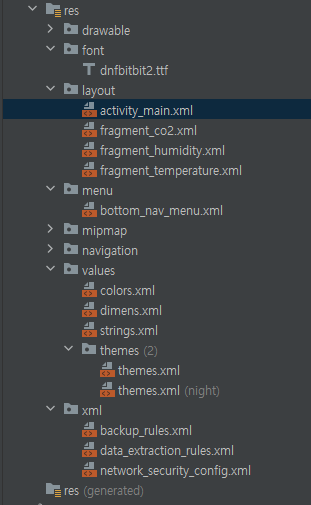 res
drawable
font
dnfbitbit2.ttf
layout
activity_main.xml
fragment_co2.xml
fragment_humidity.xml
fragment_temperature.xml
menu
bottom_nav_menu.xml
mipmap
navigation
values
colors.xml
dimens.xml
strings.xml
themes (2)
themes.xml
themes.xml (night)
xml
backup_rules.xml
data_extraction_rules.xml
network_security_config.xml
res (generated)